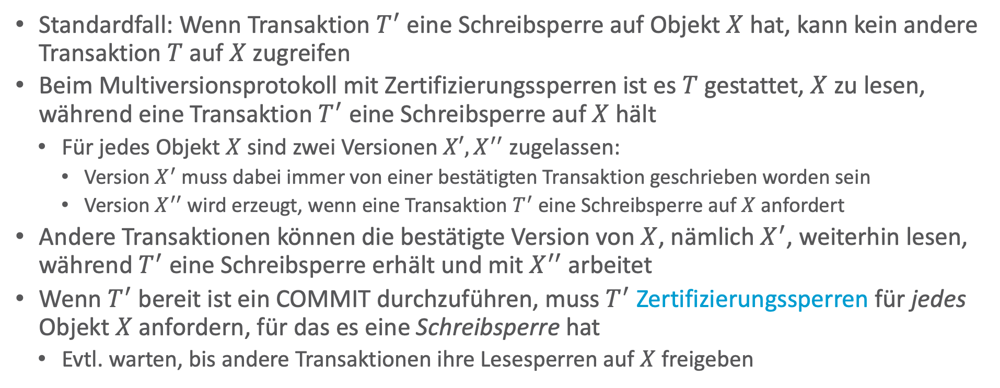 • Standardfall: Wenn Transaktion T′ eine Schreibsperre auf Objekt X hat, kann kein andere
Transaktion T auf X zugreifen
• Beim Multiversionsprotokoll mit Zertifizierungssperren ist es T gestattet, X zu lesen,
während eine Transaktion T′ eine Schreibsperre auf X hält
• Für jedes Objekt X sind zwei Versionen X′, X′′ zugelassen:
• Version X′ muss dabei immer von einer bestätigten Transaktion geschrieben worden sein
• Version X′′ wird erzeugt, wenn eine Transaktion T′ eine Schreibsperre auf X anfordert
• Andere Transaktionen können die bestätigte Version von X, nämlich X′, weiterhin lesen,
während T′ eine Schreibsperre erhält und mit X′′ arbeitet
• Wenn T′ bereit ist ein COMMIT durchzuführen, muss T′ Zertifizierungssperren für jedes
Objekt X anfordern, für das es eine Schreibsperre hat
• Evtl. warten, bis andere Transaktionen ihre Lesesperren auf X freigeben